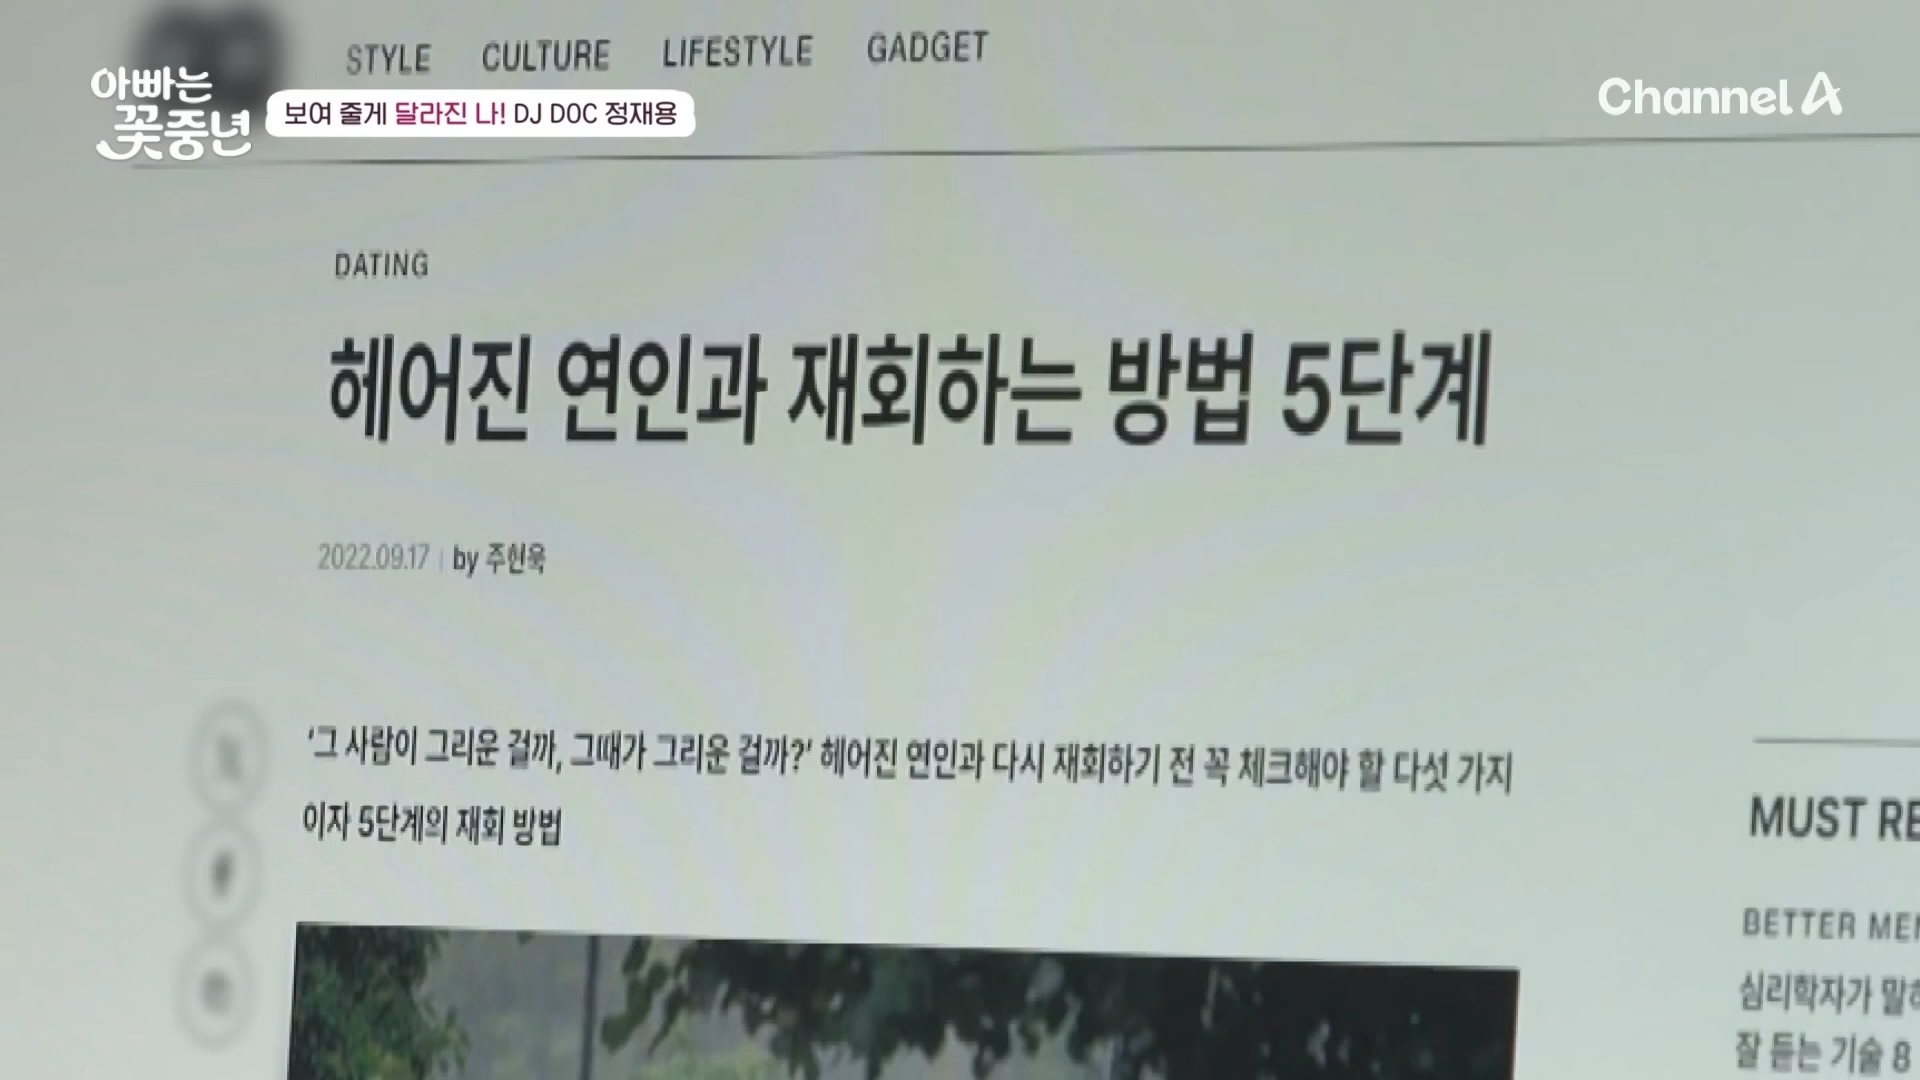 STYLE CULTURE LIFESTYLE GADGET
아빠는
꽃중년
보여 줄게 달라진 나! DJ DOC 정재용
Channel A
DATING
헤어진 연인과 재회하는 방법 5단계
2022.09.17 | by 주현욱
'그 사람이 그리운 걸까, 그때가 그리운 걸까?' 헤어진 연인과 다시 재회하기 전 꼭 체크해야 할 다섯 가지
이자 5단계의 재회 방법
MUST RE
BETTER MEN
심리학자가 말하
잘 듣는 기술 8